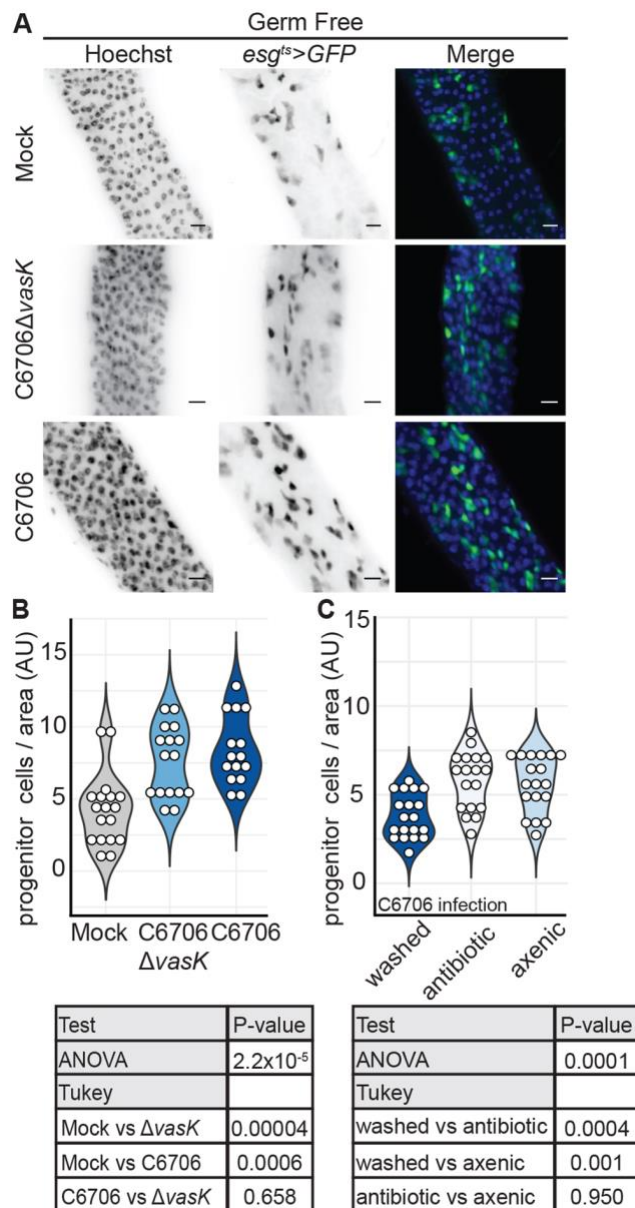 A
Germ Free
Hoechst esg^ts>GFP Merge
Mock
C6706ΔvasK
C6706
B
progenitor cells / area (AU)
15
10
5
0
Mock C6706 C6706
ΔvasK
C
progenitor cells / area (AU)
15
10
5
0
C6706 infection
washed
antibiotic
axenic
Test P-value
ANOVA 2.2x10^-5
Tukey
Mock vs ΔvasK 0.00004
Mock vs C6706 0.0006
C6706 vs ΔvasK 0.658
Test P-value
ANOVA 0.0001
Tukey
washed vs antibiotic 0.0004
washed vs axenic 0.001
antibiotic vs axenic 0.950